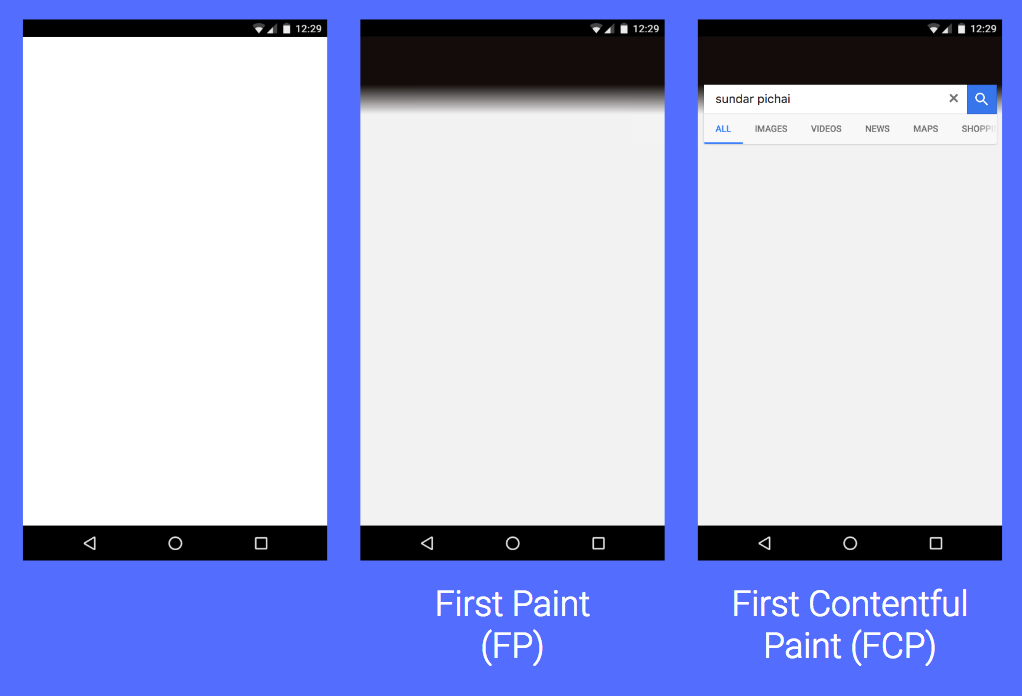 12:29
12:29
12:29
sundar pichai
ALL IMAGES VIDEOS NEWS MAPS SHOPPI
First Paint
(FP)
First Contentful
Paint (FCP)